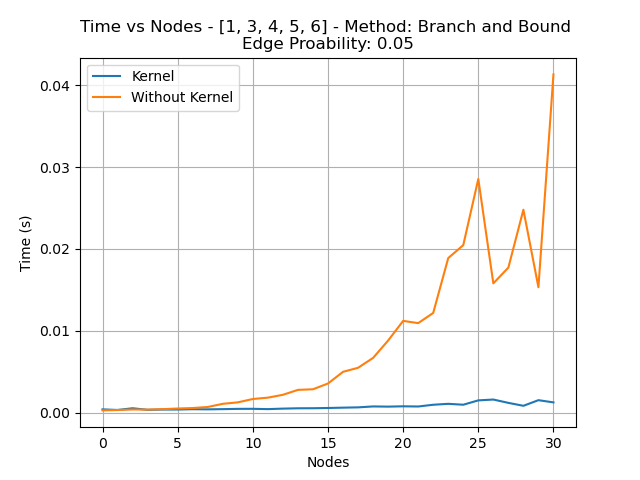 Time vs Nodes - [1, 3, 4, 5, 6] - Method: Branch and Bound
Edge Proability: 0.05
Kernel
Without Kernel
0.04
0.03
0.02
0.01
0.00
Time (s)
0 5 10 15 20 25 30
Nodes